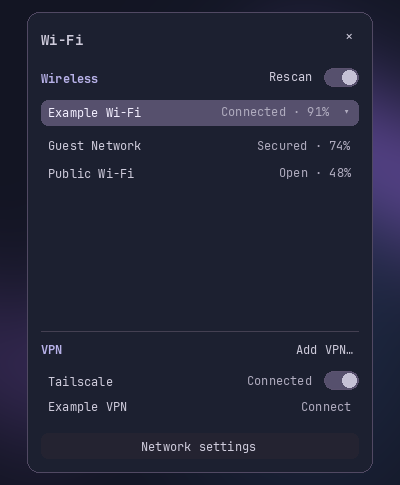 Wi-Fi ×
Wireless Rescan
Example Wi-Fi Connected · 91% ▾
Guest Network Secured · 74%
Public Wi-Fi Open · 48%
VPN Add VPN…
Tailscale Connected
Example VPN Connect
Network settings